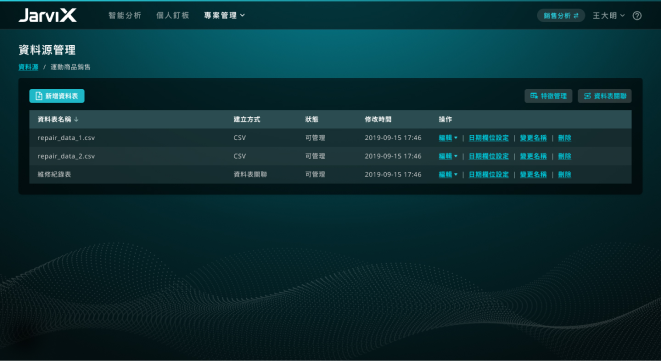 JarviX 智能分析 個人釘板 專案管理 銷售分析 王大明
資料源管理
資料源 / 運動商品銷售
新增資料表 特徵管理 資料表關聯
資料表名稱 ↓ 建立方式 狀態 修改時間 操作
repair_data_1.csv CSV 可管理 2019-09-15 17:46 編輯 | 日期欄位設定 | 變更名稱 | 刪除
repair_data_2.csv CSV 可管理 2019-09-15 17:46 編輯 | 日期欄位設定 | 變更名稱 | 刪除
維修紀錄表 資料表關聯 可管理 2019-09-15 17:46 編輯 | 日期欄位設定 | 變更名稱 | 刪除